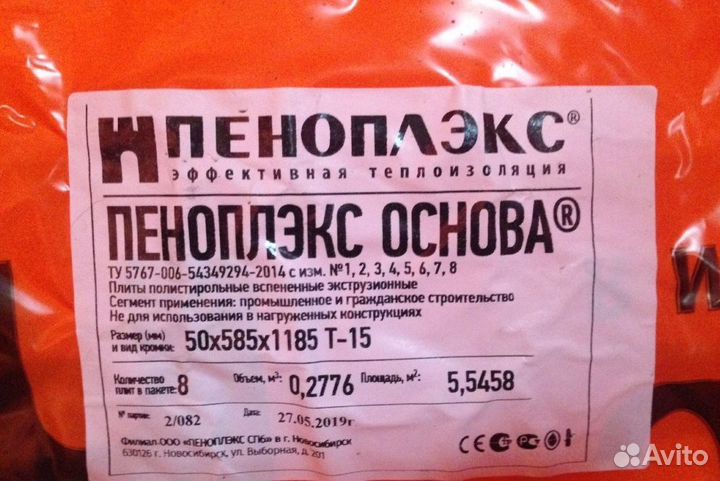 ПЕНОПЛЭКС®
эффективная теплоизоляция
ПЕНОПЛЭКС ОСНОВА®
ТУ 5767-006-54349294-2014 с изм. №1, 2, 3, 4, 5, 6, 7, 8
Плиты полистирольные вспененные экструзионные
Сегмент применения: промышленное и гражданское строительство
Не для использования в нагруженных конструкциях
Размер (мм) и вид кромки: 50x585x1185 Т-15
Количество плит в пакете: 8 Объем, м³: 0,2776 Площадь, м²: 5,5458
№ партии: 2/082 Дата: 27.05.2019г
Филиал ООО «ПЕНОПЛЭКС СПб» в г. Новосибирск
630126 г. Новосибирск, ул. Выборная, д. 201
CE PG
Avito